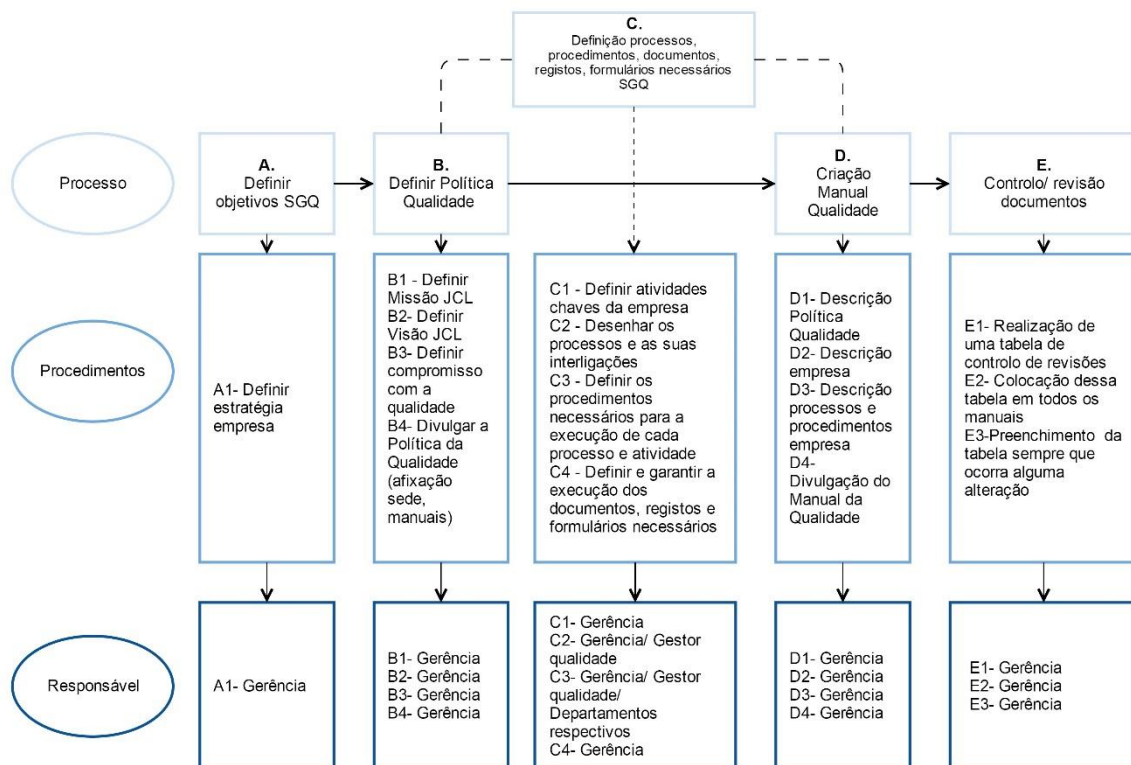 C.
Definição processos,
procedimentos, documentos,
registos, formulários necessários
SGQ
Processo
A.
Definir
objetivos SGQ
B.
Definir Política
Qualidade
D.
Criação
Manual
Qualidade
E.
Controlo/ revisão
documentos
Procedimentos
A1- Definir
estratégia
empresa
B1 - Definir
Missão JCL
B2- Definir
Visão JCL
B3- Definir
compromisso
com a
qualidade
B4- Divulgar a
Política da
Qualidade
(afixação
sede,
manuais)
C1 - Definir atividades
chaves da empresa
C2 - Desenhar os
processos e as suas
interligações
C3 - Definir os
procedimentos
necessários para a
execução de cada
processo e atividade
C4 - Definir e garantir a
execução dos
documentos, registos e
formulários necessários
D1- Descrição
Política
Qualidade
D2- Descrição
empresa
D3- Descrição
processos e
procedimentos
empresa
D4-
Divulgação do
Manual da
Qualidade
E1- Realização de
uma tabela de
controlo de revisões
E2- Colocação dessa
tabela em todos os
manuais
E3-Preenchimento da
tabela sempre que
ocorra alguma
alteração
Responsável
A1- Gerência
B1- Gerência
B2- Gerência
B3- Gerência
B4- Gerência
C1- Gerência
C2- Gerência/ Gestor
qualidade
C3- Gerência/ Gestor
qualidade/
Departamentos
respetivos
C4- Gerência
D1- Gerência
D2- Gerência
D3- Gerência
D4- Gerência
E1- Gerência
E2- Gerência
E3- Gerência